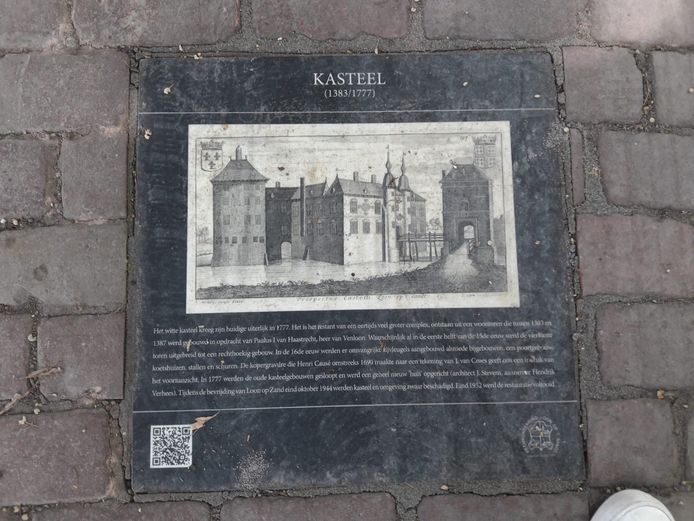 KASTEEL
(1383/1777)
Prospectus Castelli
Het witte kasteel kreeg zijn huidige uiterlijk in 1777. Het is het restant van een eertijds veel groter complex, ontstaan uit een woontoren die tussen 1383 en
1387 werd gebouwd in opdracht van Paulus I van Haastrecht, heer van Venloon. Waarschijnlijk al in de eerste helft van de 15de eeuw werd de vierkante
toren uitgebreid tot een rechthoekig gebouw. In de 16de eeuw werden er omvangrijke zijvleugels aangebouwd alsmede bijgebouwen, een poortgebouw
koetshuizen, stallen en schuren. De kopergravure die Henri Causé omstreeks 1690 maakte naar een tekening van J. van Croes geeft een indruk van
het vooraanzicht. In 1777 werden de oude kasteelgebouwen gesloopt en werd een geheel nieuw 'huis' opgericht (architect J. Stevens, aannemer Hendrik
Verhees). Tijdens de bevrijding van Loon op Zand eind oktober 1944 werden kasteel en omgeving zwaar beschadigd. Eind 1952 werd de restauratie voltooid.